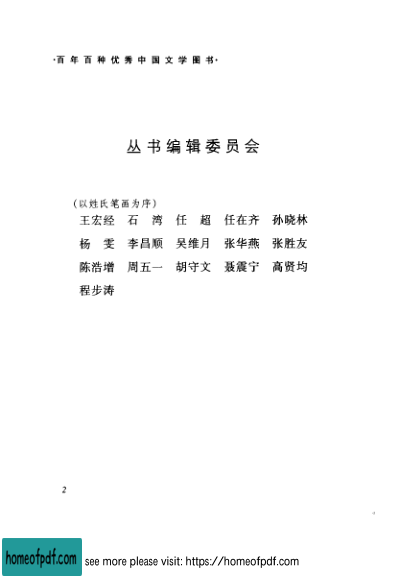 ·百年百种优秀中国文学图书·
丛书编辑委员会
(以姓氏笔画为序)
王宏经 石 湾 任 超 任在齐 孙晓林
杨 雯 李昌顺 吴维月 张华燕 张胜友
陈浩增 周五一 胡守文 聂震宁 高贤均
程步涛
2
homeofpdf.com see more please visit: https://homeofpdf.com